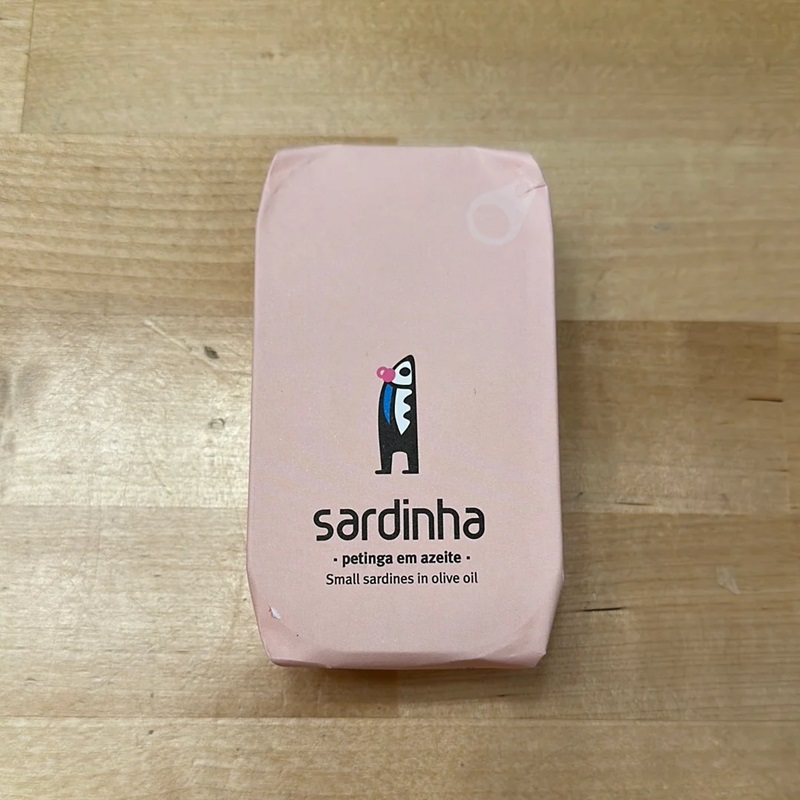 sardinha
· petinga em azeite ·
Small sardines in olive oil